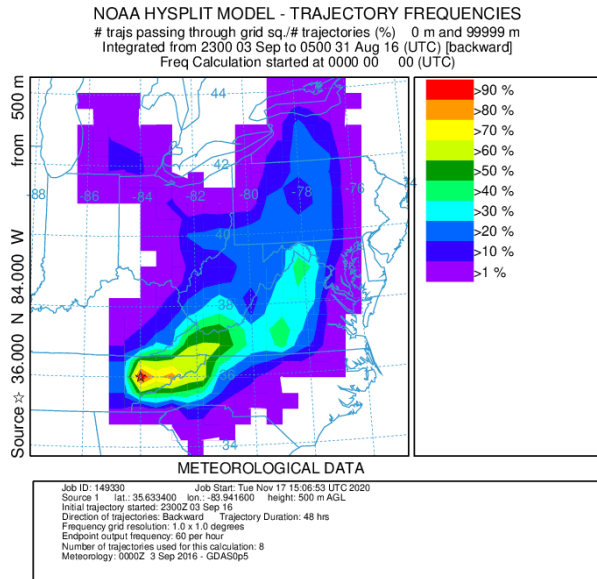 NOAA HYSPLIT MODEL - TRAJECTORY FREQUENCIES
# trajs passing through grid sq./# trajectories (%) 0 m and 99999 m
Integrated from 2300 03 Sep to 0500 31 Aug 16 (UTC) [backward]
Freq Calculation started at 0000 00 00 (UTC)
Source ☆ 36.000 N 84.000 W from 500 m
44
42
-88
-86
-84
-82
-80
-78
-76
40
38
36
34
>90 %
>80 %
>70 %
>60 %
>50 %
>40 %
>30 %
>20 %
>10 %
>1 %
METEOROLOGICAL DATA
Job ID: 149330 Job Start: Tue Nov 17 15:06:53 UTC 2020
Source 1 lat.: 35.633400 lon.: -83.941600 height: 500 m AGL
Initial trajectory started: 2300Z 03 Sep 16
Direction of trajectories: Backward Trajectory Duration: 48 hrs
Frequency grid resolution: 1.0 x 1.0 degrees
Endpoint output frequency: 60 per hour
Number of trajectories used for this calculation: 8
Meteorology: 0000Z 3 Sep 2016 - GDAS0p5